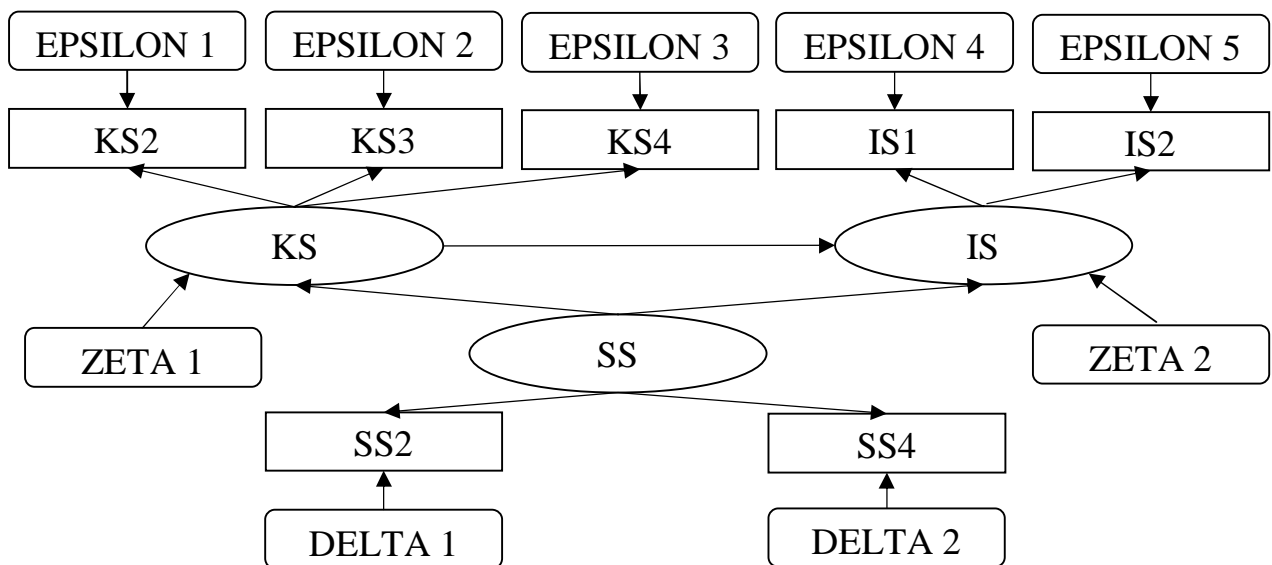 EPSILON 1
EPSILON 2
EPSILON 3
EPSILON 4
EPSILON 5
KS2
KS3
KS4
IS1
IS2
KS
IS
ZETA 1
SS
ZETA 2
SS2
SS4
DELTA 1
DELTA 2